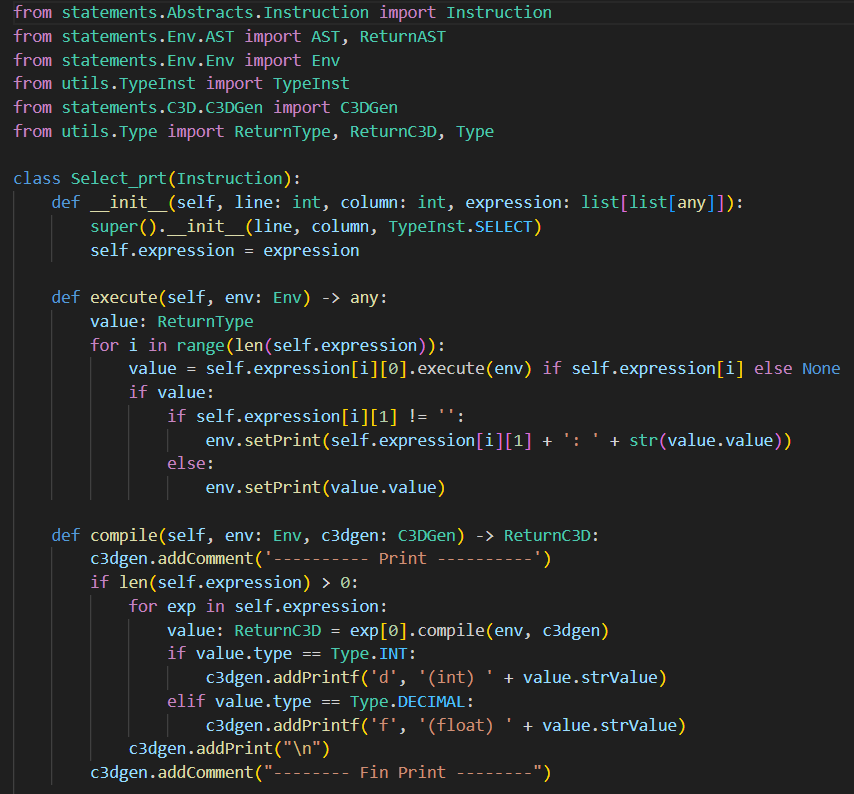 from statements.Abstracts.Instruction import Instruction
from statements.Env.AST import AST, ReturnAST
from statements.Env.Env import Env
from utils.TypeInst import TypeInst
from statements.C3D.C3DGen import C3DGen
from utils.Type import ReturnType, ReturnC3D, Type

class Select_prt(Instruction):
    def __init__(self, line: int, column: int, expression: list[list[any]]):
        super().__init__(line, column, TypeInst.SELECT)
        self.expression = expression

    def execute(self, env: Env) -> any:
        value: ReturnType
        for i in range(len(self.expression)):
            value = self.expression[i][0].execute(env) if self.expression[i] else None
            if value:
                if self.expression[i][1] != '':
                    env.setPrint(self.expression[i][1] + ': ' + str(value.value))
                else:
                    env.setPrint(value.value)

    def compile(self, env: Env, c3dgen: C3DGen) -> ReturnC3D:
        c3dgen.addComment('---------- Print ----------')
        if len(self.expression) > 0:
            for exp in self.expression:
                value: ReturnC3D = exp[0].compile(env, c3dgen)
                if value.type == Type.INT:
                    c3dgen.addPrintf('d', '(int) ' + value.strValue)
                elif value.type == Type.DECIMAL:
                    c3dgen.addPrintf('f', '(float) ' + value.strValue)
            c3dgen.addPrint("\n")
        c3dgen.addComment("-------- Fin Print --------")